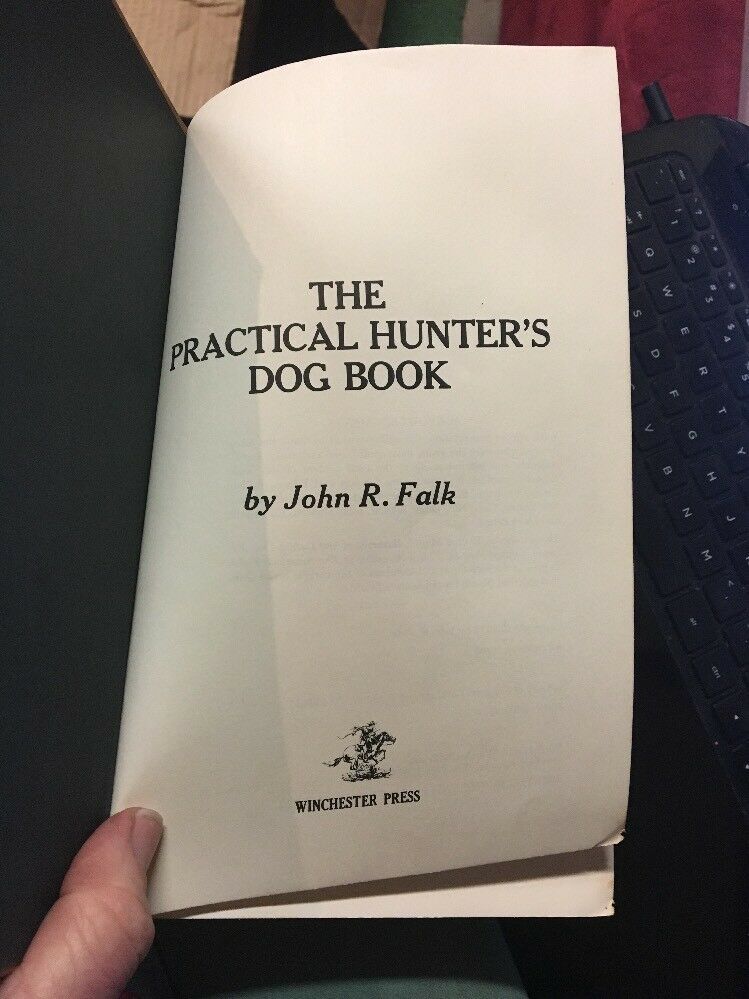 THE
PRACTICAL HUNTER'S
DOG BOOK
by John R. Falk
WINCHESTER PRESS
Q
W
E
R
T
Y
D
F
G
H
J
V
B
N
M